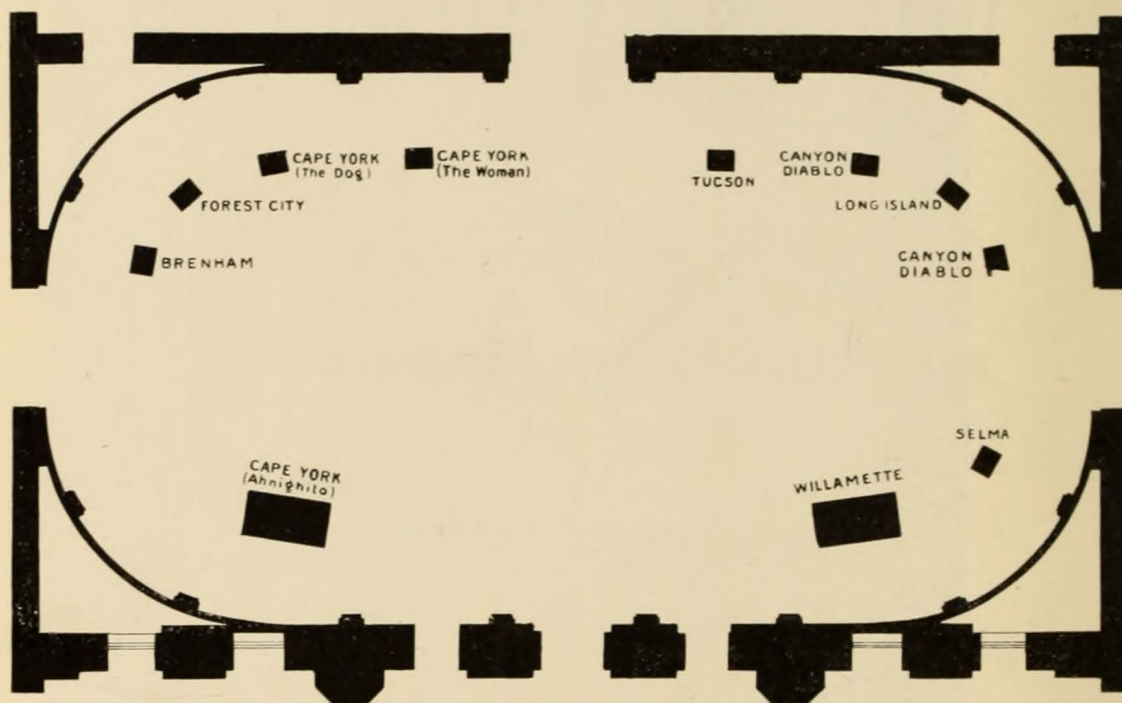 CAPE YORK
(The Dog)
CAPE YORK
(The Woman)
TUCSON
CANYON
DIABLO
FOREST CITY
LONG ISLAND
BRENHAM
CANYON
DIABLO
SELMA
CAPE YORK
(Ahnighito)
WILLAMETTE